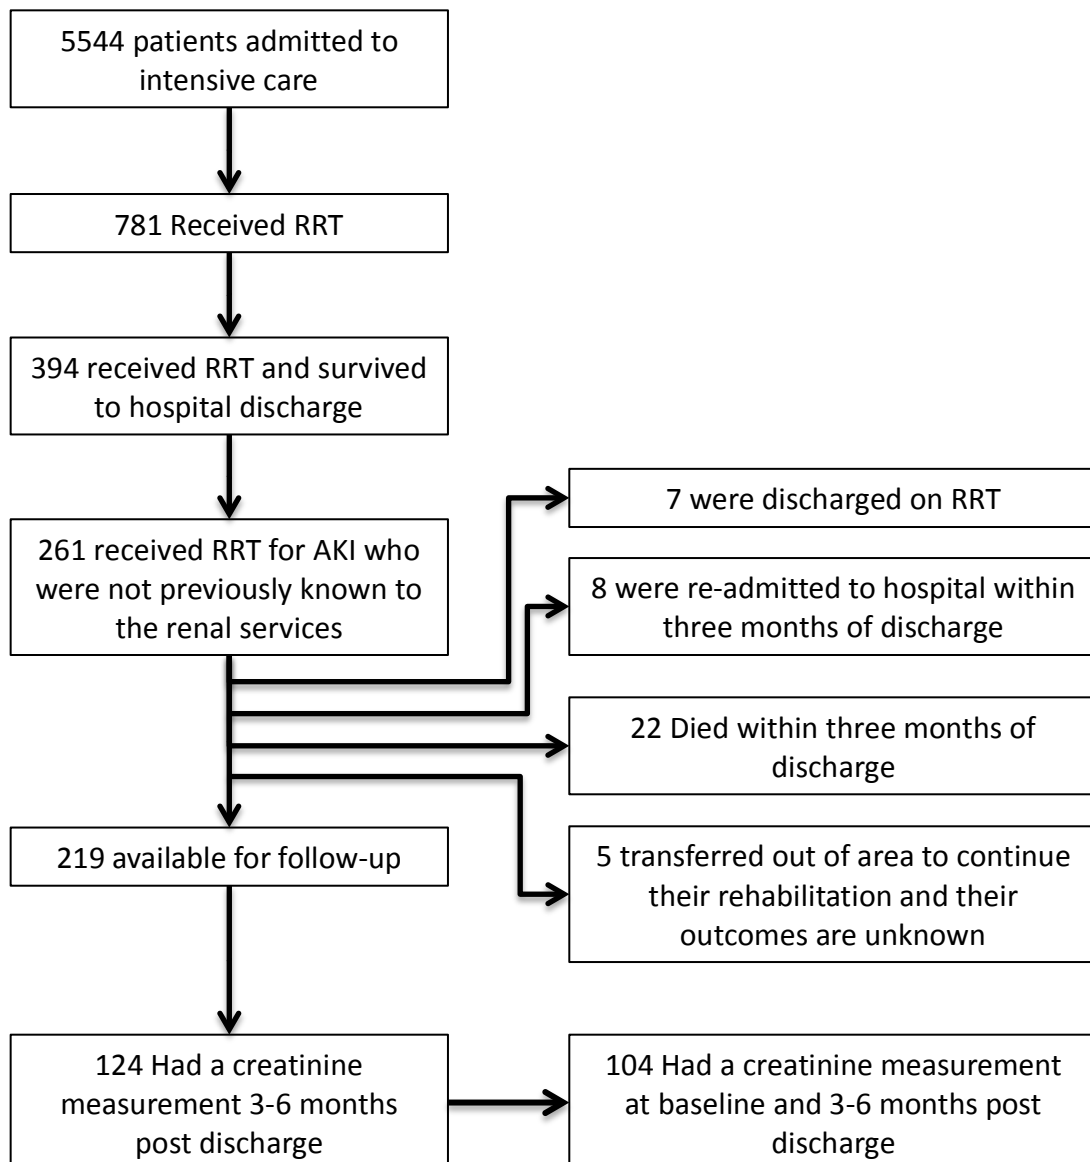 5544 patients admitted to
intensive care
781 Received RRT
394 received RRT and survived
to hospital discharge
261 received RRT for AKI who
were not previously known to
the renal services
7 were discharged on RRT
8 were re-admitted to hospital within
three months of discharge
22 Died within three months of
discharge
5 transferred out of area to continue
their rehabilitation and their
outcomes are unknown
219 available for follow-up
124 Had a creatinine
measurement 3-6 months
post discharge
104 Had a creatinine measurement
at baseline and 3-6 months post
discharge